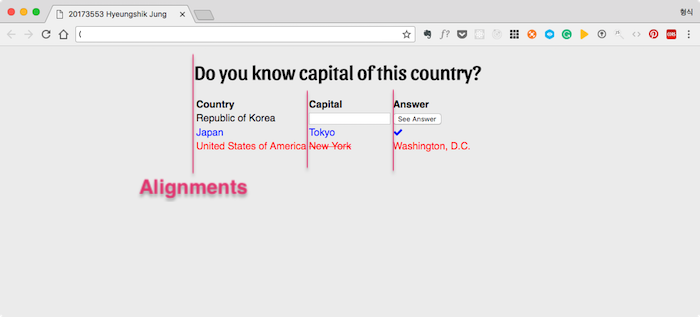 20173553 Hyeungshik Jung
형식
Do you know capital of this country?
Country Capital Answer
Republic of Korea See Answer
Japan Tokyo ✔
United States of America New York Washington, D.C.
Alignments